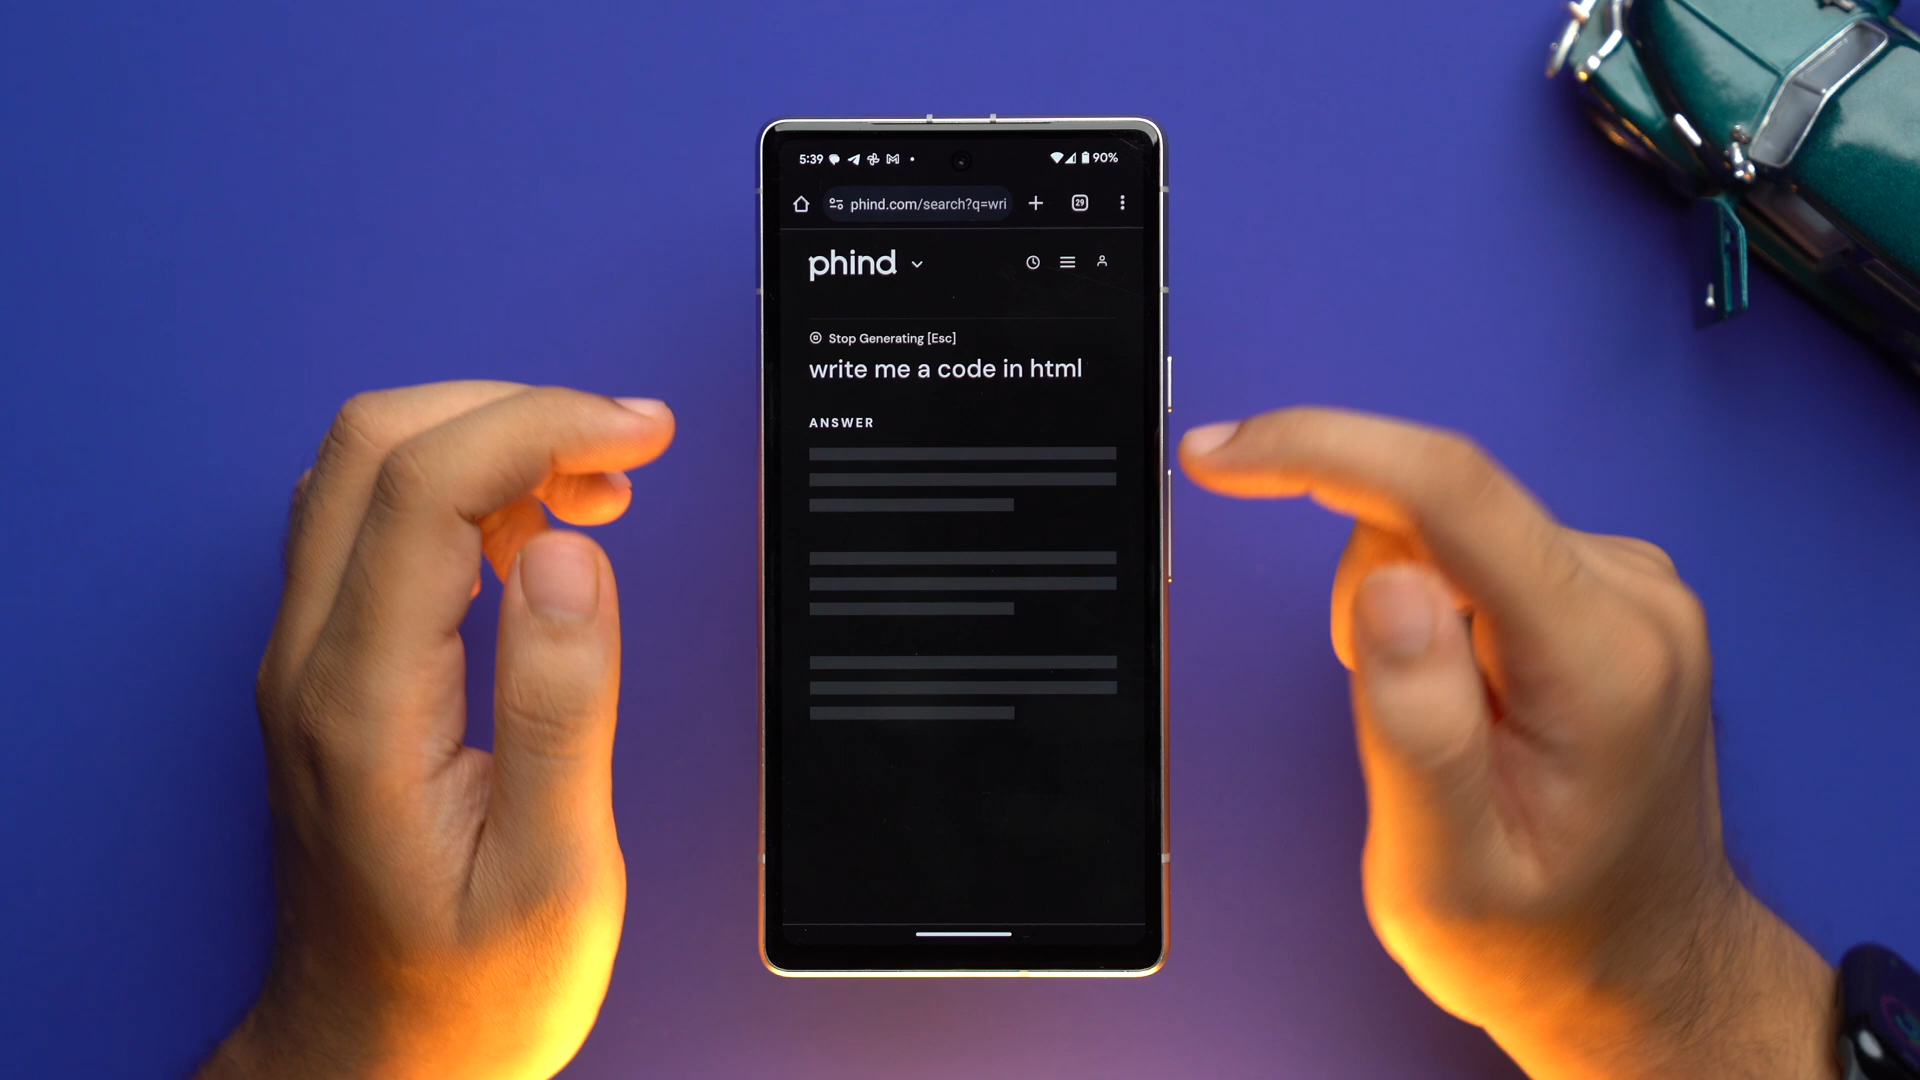 5:39 90%
phind.com/search?q=wri 29
phind
Stop Generating [Esc]
write me a code in html
ANSWER